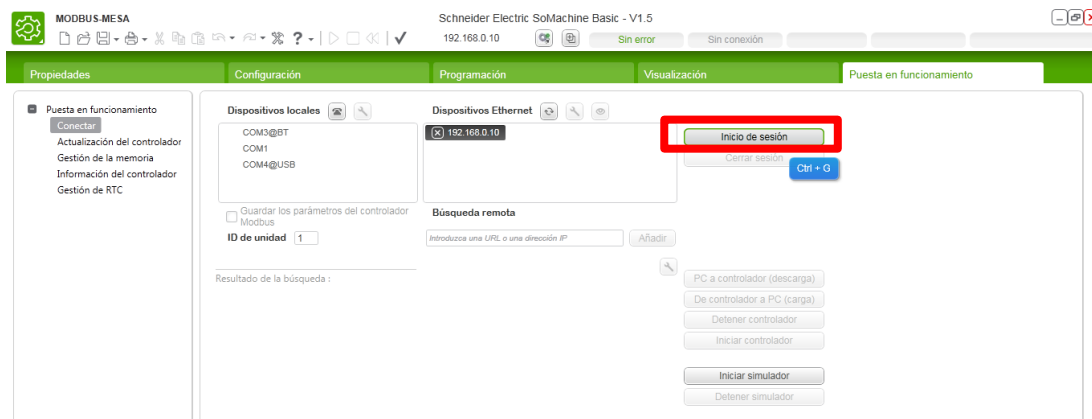 MODBUS-MESA
Schneider Electric SoMachine Basic - V1.5
192.168.0.10
Sin error
Sin conexión
Propiedades
Configuración
Programación
Visualización
Puesta en funcionamiento
Puesta en funcionamiento
Conectar
Actualización del controlador
Gestión de la memoria
Información del controlador
Gestión de RTC
Dispositivos locales
COM3@BT
COM1
COM4@USB
Guardar los parámetros del controlador
Modbus
ID de unidad 1
Resultado de la búsqueda :
Dispositivos Ethernet
192.168.0.10
Búsqueda remota
Introduzca una URL o una dirección IP
Añadir
Inicio de sesión
Cerrar sesión
Ctrl + G
PC a controlador (descarga)
De controlador a PC (carga)
Detener controlador
Iniciar controlador
Iniciar simulador
Detener simulador